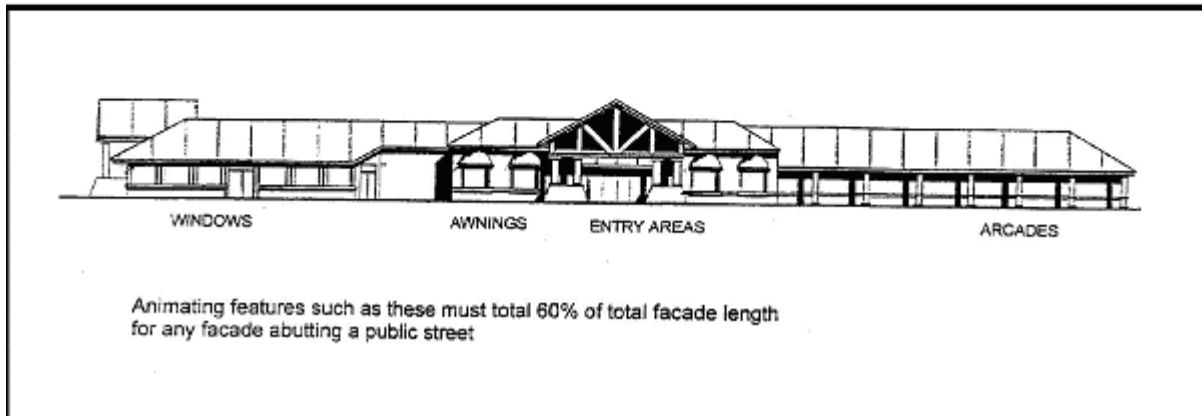 WINDOWS AWNINGS ENTRY AREAS ARCADES
Animating features such as these must total 60% of total facade length
for any facade abutting a public street